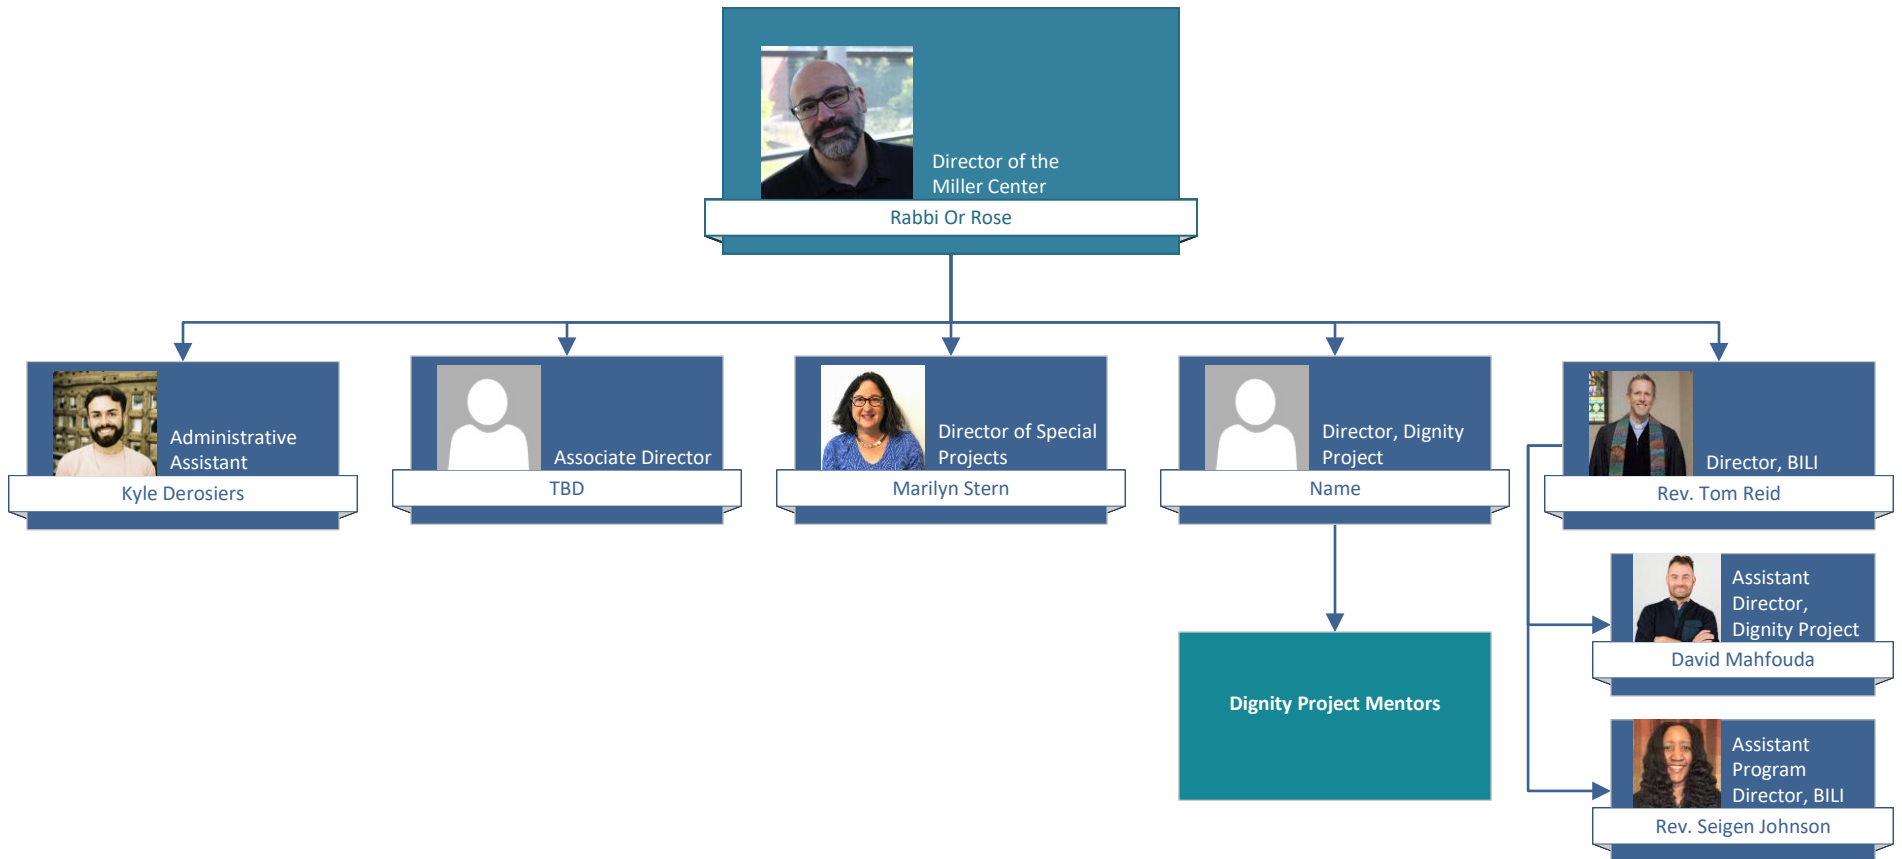 Director of the
Miller Center
Rabbi Or Rose
Administrative
Assistant
Kyle Derosiers
Associate Director
TBD
Director of Special
Projects
Marilyn Stern
Director, Dignity
Project
Name
Director, BILI
Rev. Tom Reid
Assistant
Director,
Dignity Project
David Mahfouda
Dignity Project Mentors
Assistant
Program
Director, BILI
Rev. Seigen Johnson